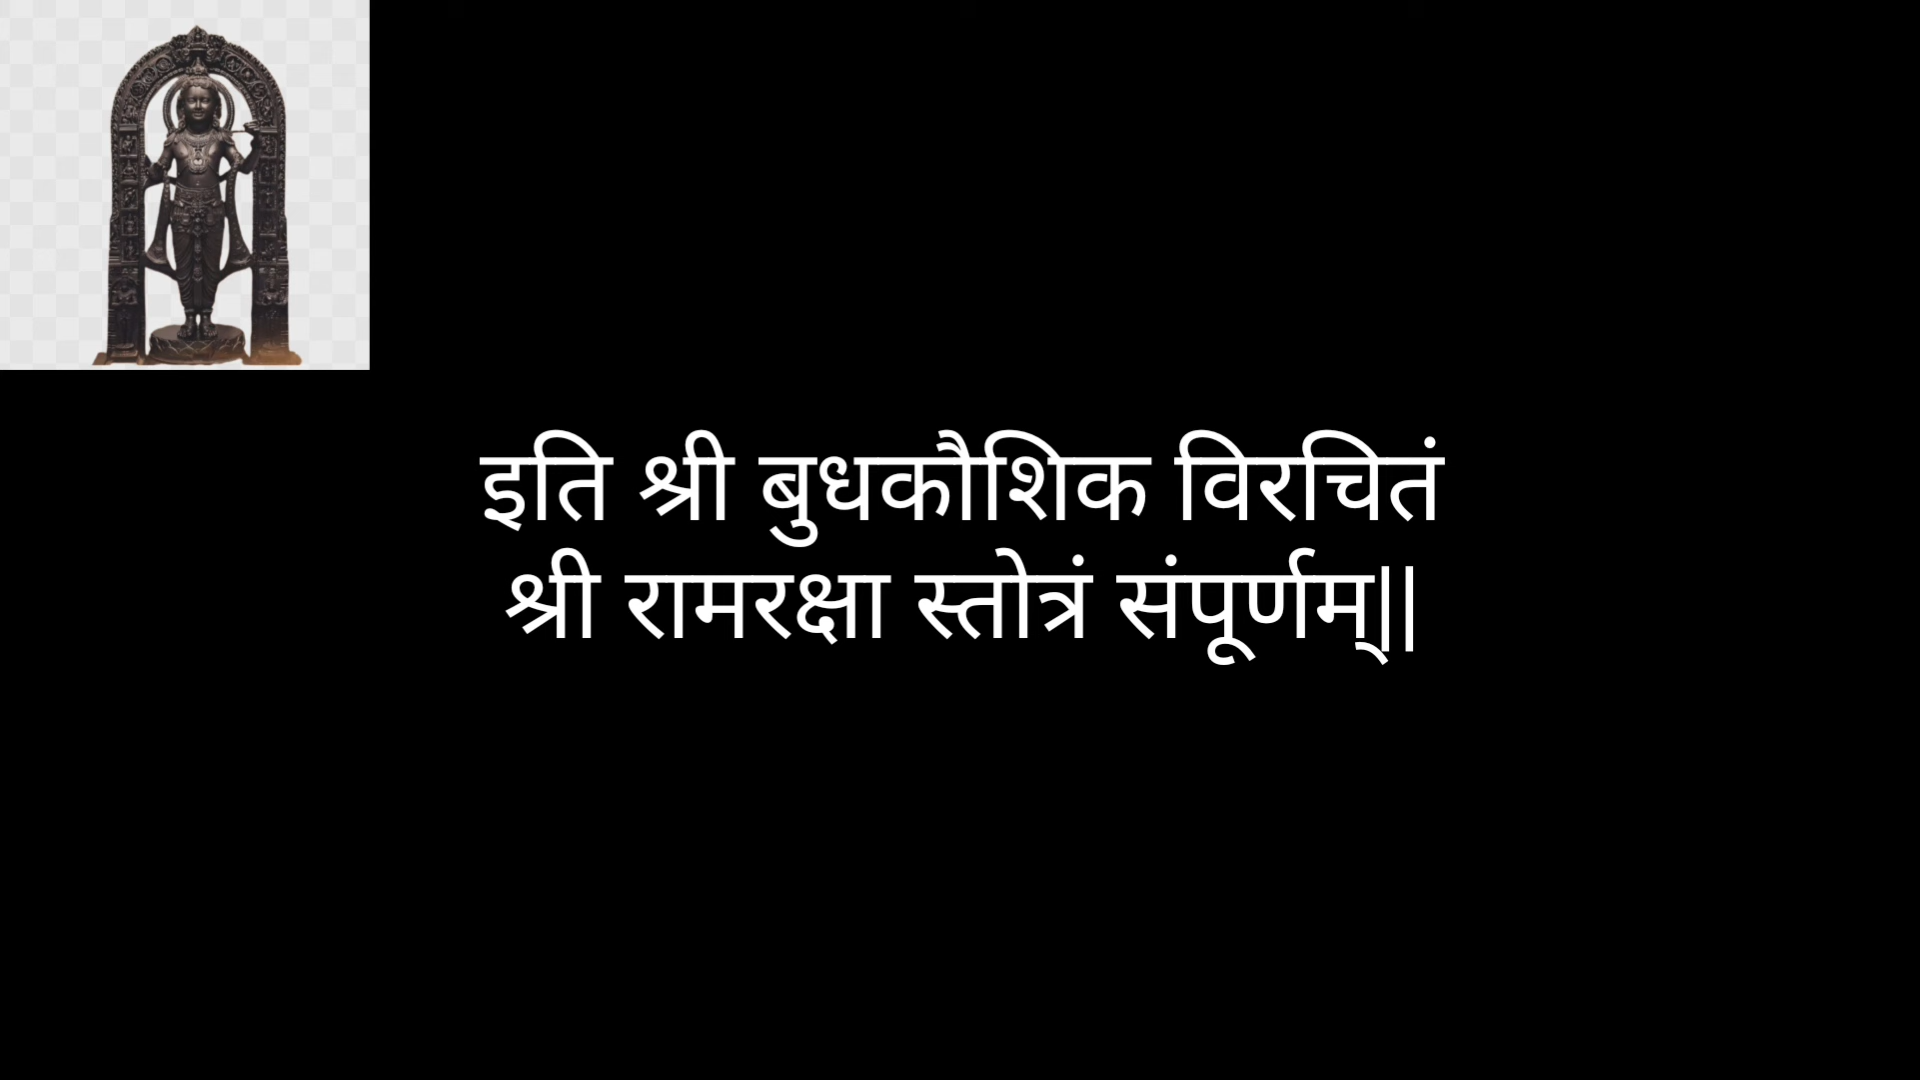 इति श्री बुधकौशिक विरचितं
श्री रामरक्षा स्तोत्रं संपूर्णम्||